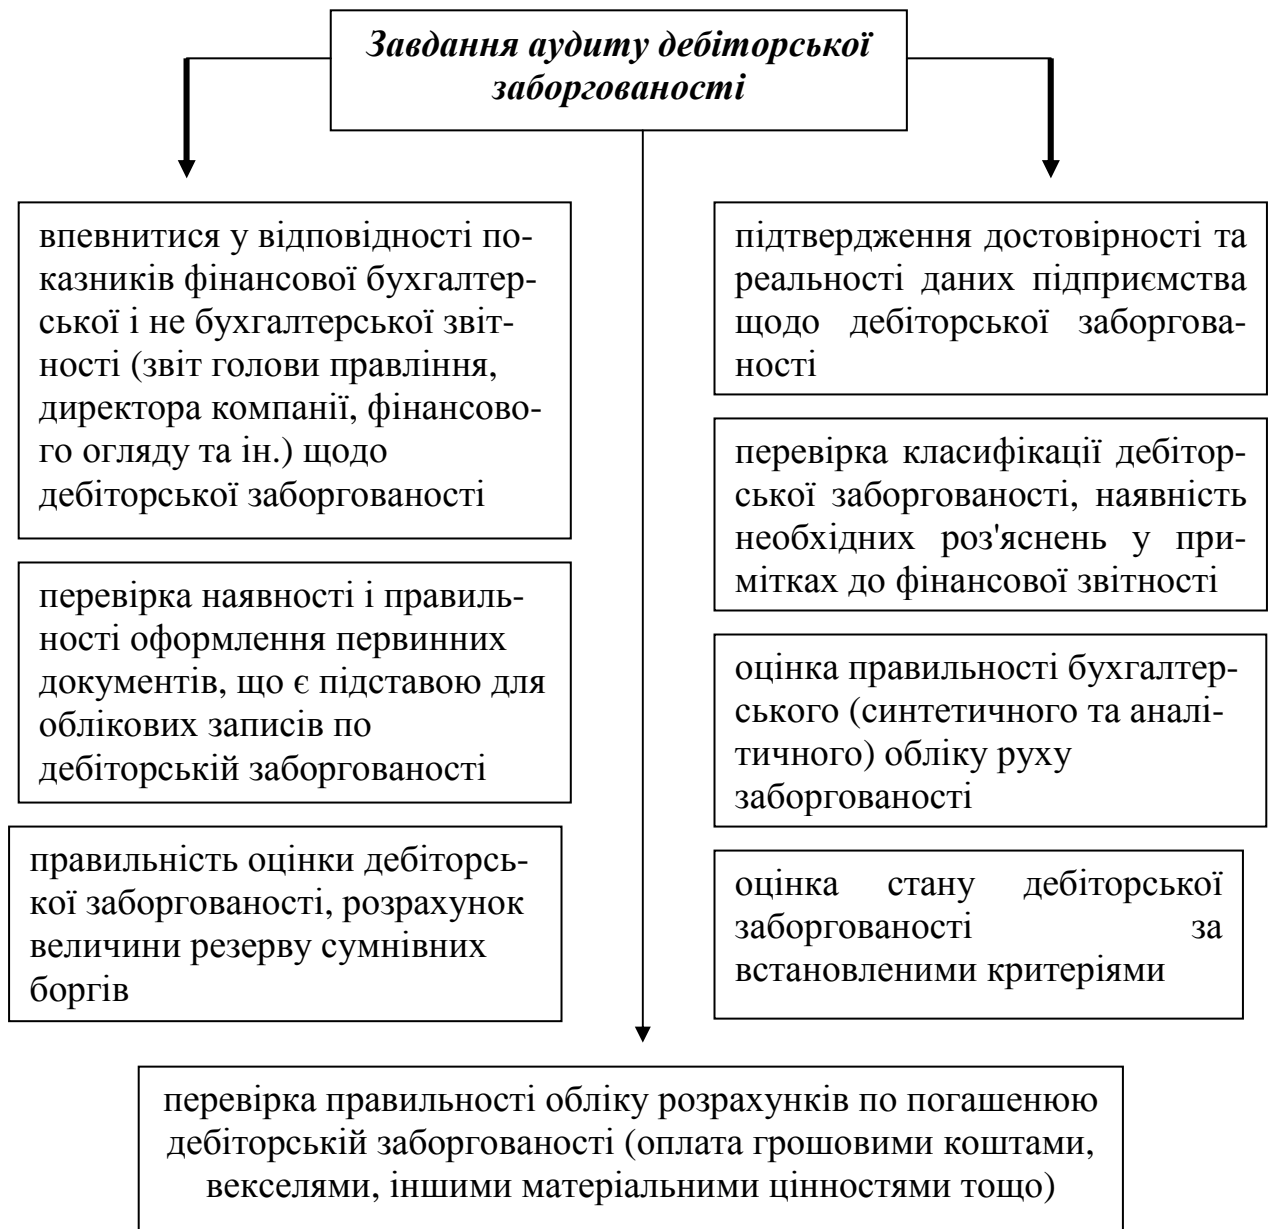 Завдання аудиту дебіторської
заборгованості
впевнитися у відповідності по-
казників фінансової бухгалтер-
ської і не бухгалтерської звіт-
ності (звіт голови правління,
директора компанії, фінансово-
го огляду та ін.) щодо
дебіторської заборгованості
перевірка наявності і правиль-
ності оформлення первинних
документів, що є підставою для
облікових записів по
дебіторській заборгованості
правильність оцінки дебіторсь-
кої заборгованості, розрахунок
величини резерву сумнівних
боргів
підтвердження достовірності та
реальності даних підприємства
щодо дебіторської заборгова-
ності
перевірка класифікації дебітор-
ської заборгованості, наявність
необхідних роз'яснень у при-
мітках до фінансової звітності
оцінка правильності бухгалтер-
ського (синтетичного та аналі-
тичного) обліку руху
заборгованості
оцінка стану дебіторської
заборгованості за
встановленими критеріями
перевірка правильності обліку розрахунків по погашенюю
дебіторській заборгованості (оплата грошовими коштами,
векселями, іншими матеріальними цінностями тощо)